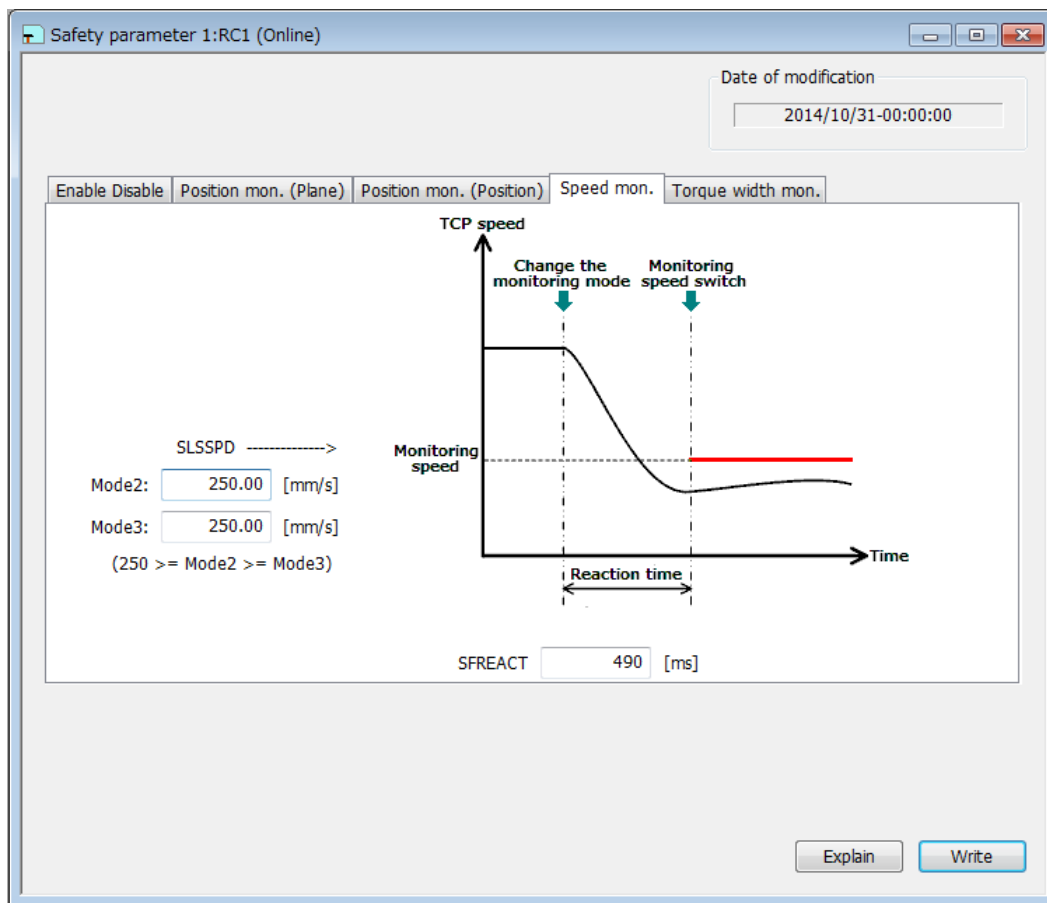 Safety parameter 1:RC1 (Online)
Date of modification
2014/10/31-00:00:00
Enable Disable
Position mon. (Plane)
Position mon. (Position)
Speed mon.
Torque width mon.
TCP speed
Change the
monitoring mode
Monitoring
speed switch
SLSSPD -------------->
Monitoring
speed
Mode2: 250.00 [mm/s]
Mode3: 250.00 [mm/s]
(250 >= Mode2 >= Mode3)
Time
Reaction time
SFREACT 490 [ms]
Explain
Write